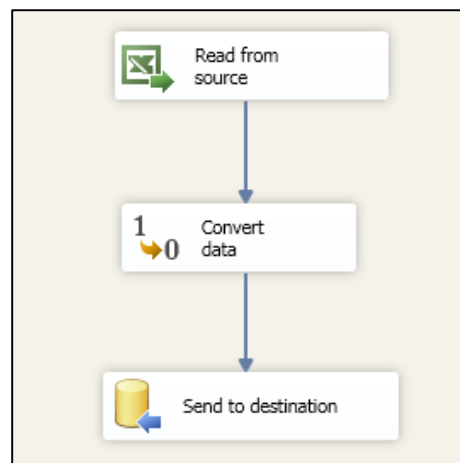 Read from
source
1
0
Convert
data
Send to destination